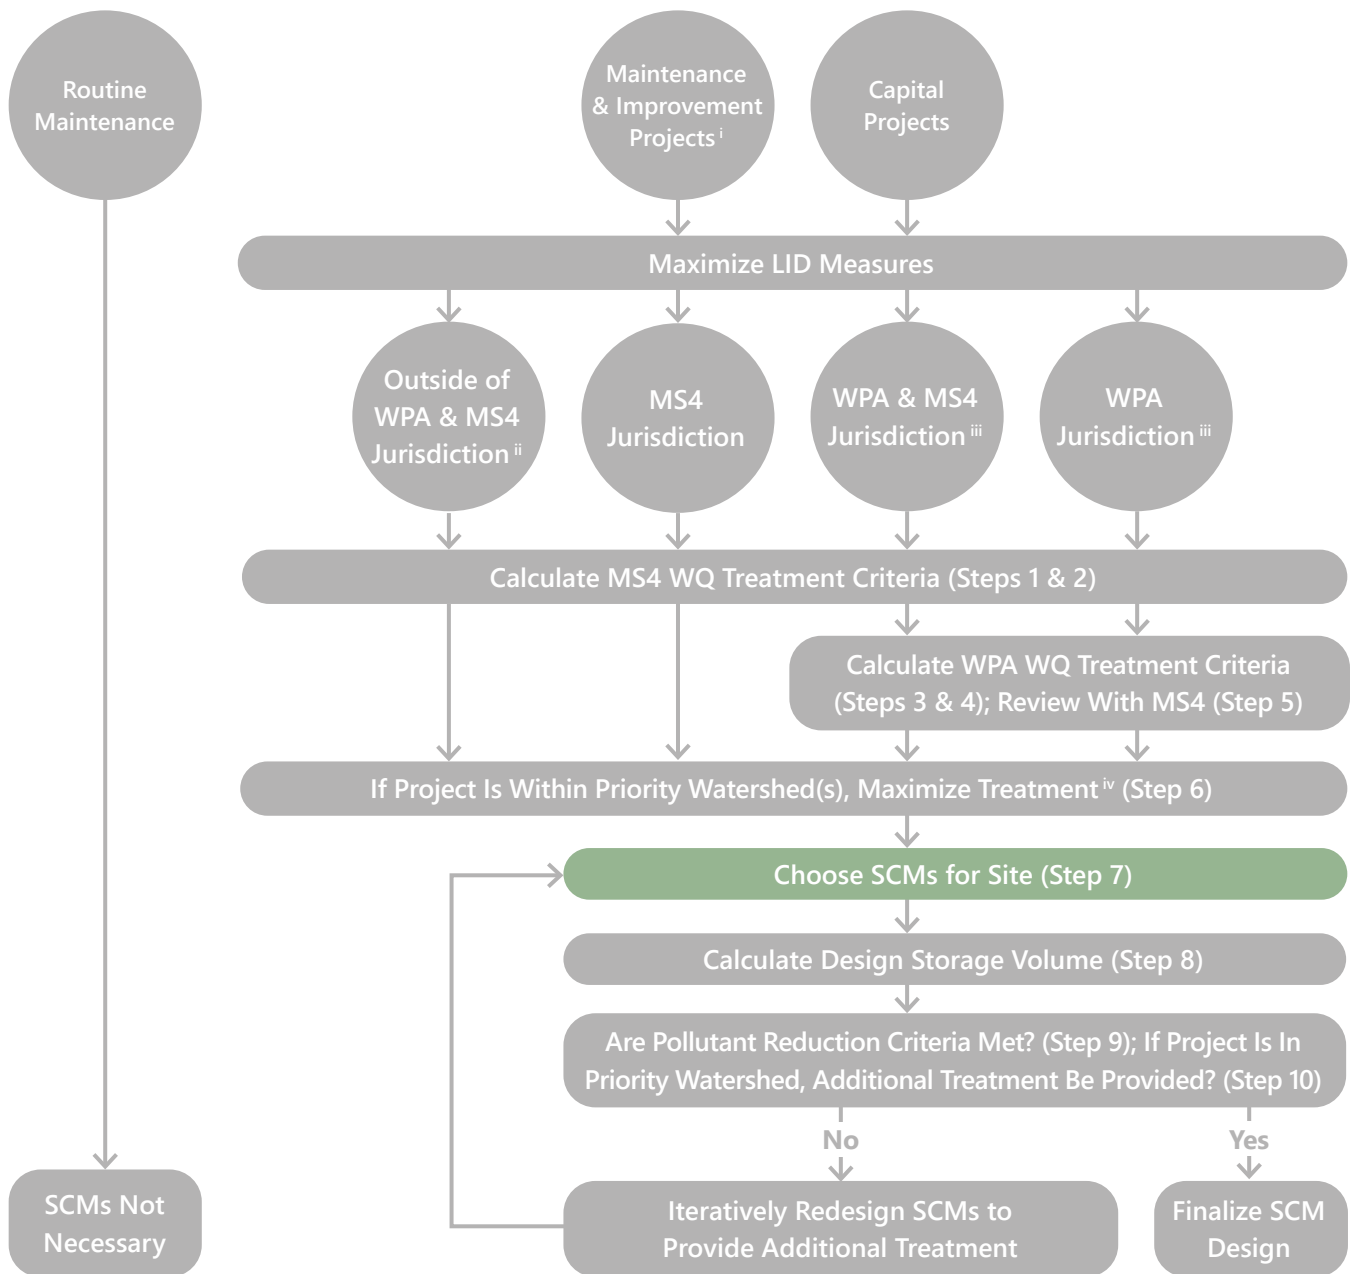 Routine
Maintenance
Maintenance
& Improvement
Projects i
Capital
Projects
Maximize LID Measures
Outside of
WPA & MS4
Jurisdiction ii
MS4
Jurisdiction
WPA & MS4
Jurisdiction iii
WPA
Jurisdiction iii
Calculate MS4 WQ Treatment Criteria (Steps 1 & 2)
Calculate WPA WQ Treatment Criteria
(Steps 3 & 4); Review With MS4 (Step 5)
If Project Is Within Priority Watershed(s), Maximize Treatment iv (Step 6)
Choose SCMs for Site (Step 7)
Calculate Design Storage Volume (Step 8)
Are Pollutant Reduction Criteria Met? (Step 9); If Project Is In
Priority Watershed, Additional Treatment Be Provided? (Step 10)
No
Yes
SCMs Not
Necessary
Iteratively Redesign SCMs to
Provide Additional Treatment
Finalize SCM
Design